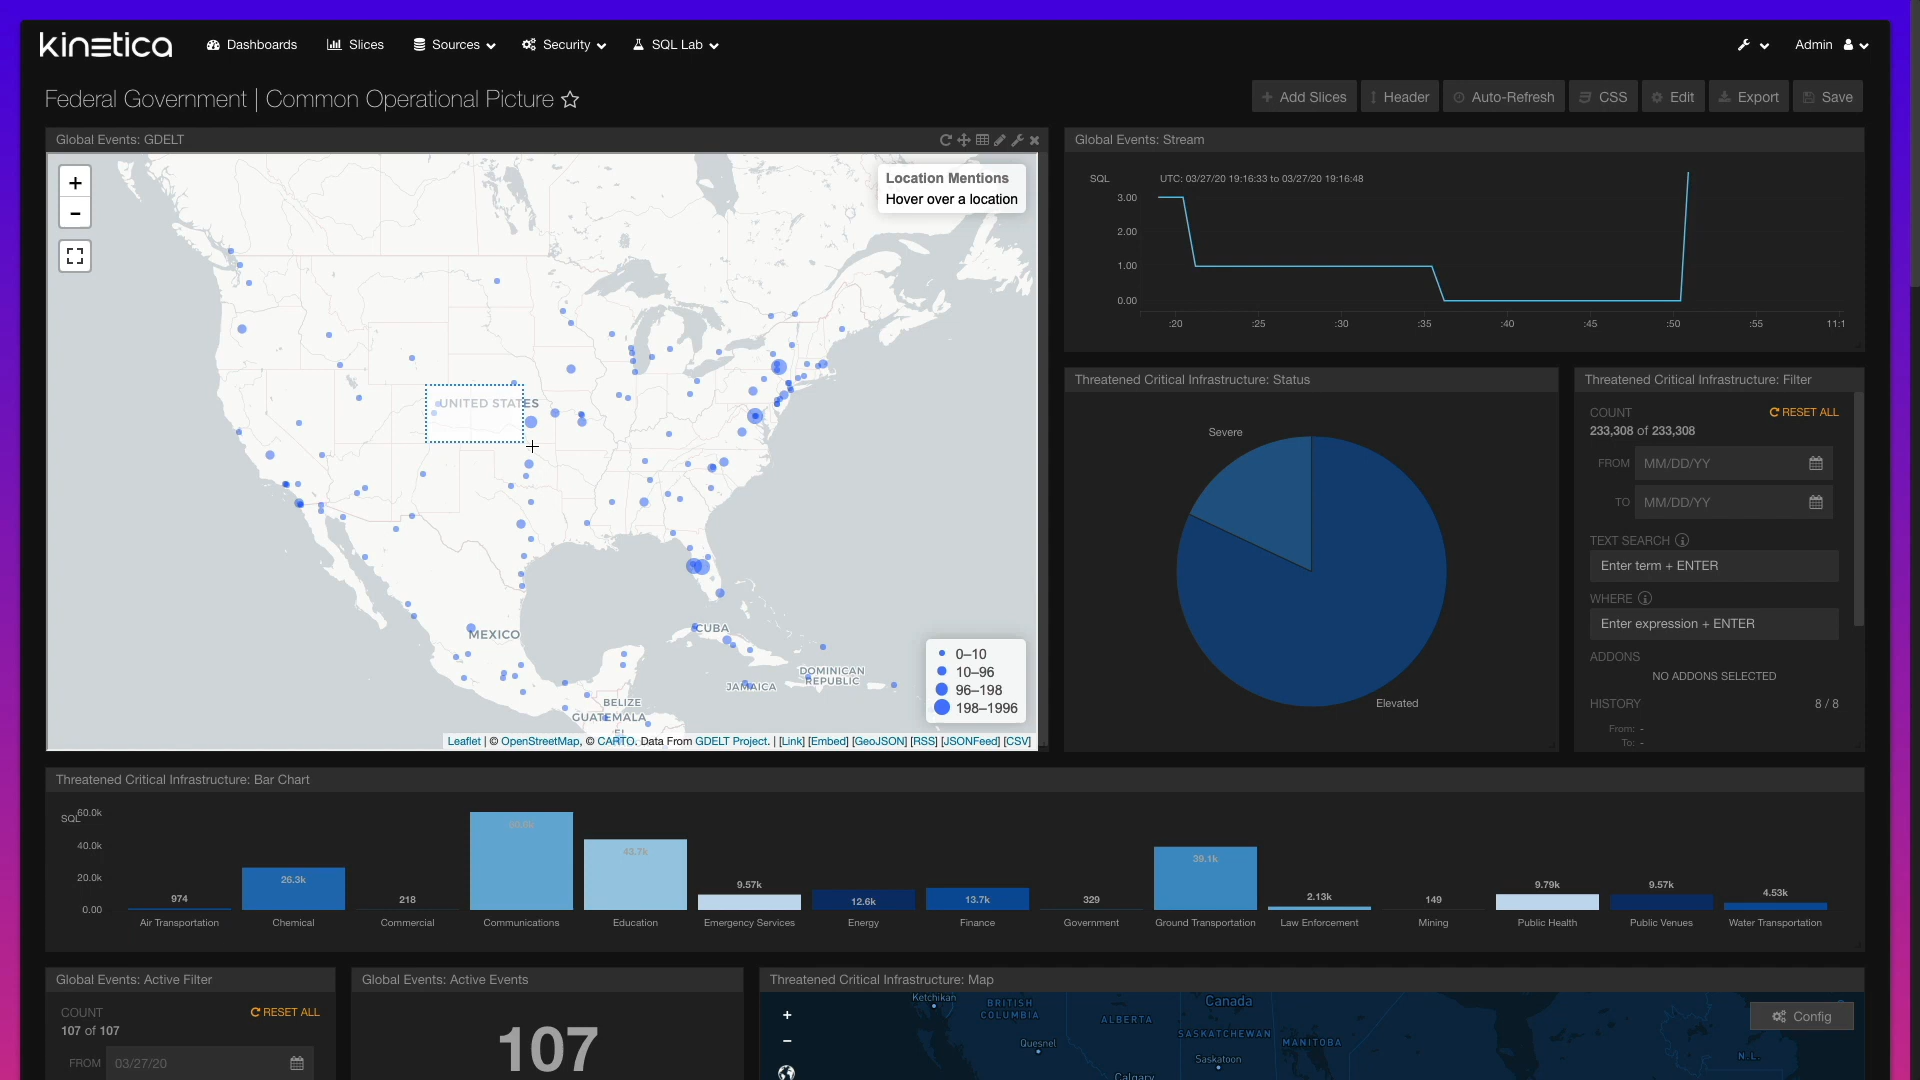 kinetica
Dashboards
Slices
Sources
Security
SQL Lab
Admin
Federal Government | Common Operational Picture
Add Slices
Header
Auto-Refresh
CSS
Edit
Export
Save
Global Events: GDELT
+
−
Location Mentions
Hover over a location
UNITED STATES
MEXICO
CUBA
DOMINICAN
REPUBLIC
JAMAICA
BELIZE
GUATEMALA
EL
0–10
10–96
96–198
198–1996
Leaflet | © OpenStreetMap, © CARTO. Data From GDELT Project. | [Link] [Embed] [GeoJSON] [RSS] [JSONFeed] [CSV]
Global Events: Stream
SQL
UTC: 03/27/20 19:16:33 to 03/27/20 19:16:48
3.00
2.00
1.00
0.00
:20 :25 :30 :35 :40 :45 :50 :55 11:1
Threatened Critical Infrastructure: Status
Severe
Elevated
Threatened Critical Infrastructure: Filter
COUNT
RESET ALL
233,308 of 233,308
FROM MM/DD/YY
TO MM/DD/YY
TEXT SEARCH
Enter term + ENTER
WHERE
Enter expression + ENTER
ADDONS
NO ADDONS SELECTED
HISTORY 8 / 8
From: -
To: -
Threatened Critical Infrastructure: Bar Chart
SQL
60.0k
40.0k
20.0k
0.00
974
26.3k
218
43.7k
9.57k
12.6k
13.7k
329
39.1k
2.13k
149
9.79k
9.57k
4.53k
Air Transportation
Chemical
Commercial
Communications
Education
Emergency Services
Energy
Finance
Government
Ground Transportation
Law Enforcement
Mining
Public Health
Public Venues
Water Transportation
Global Events: Active Filter
COUNT
RESET ALL
107 of 107
FROM 03/27/20
Global Events: Active Events
107
Threatened Critical Infrastructure: Map
+
−
Ketchikan
BRITISH
COLUMBIA
ALBERTA
Canada
SASKATCHEWAN
MANITOBA
Quesnel
Saskatoon
Calgary
N.L.
Config